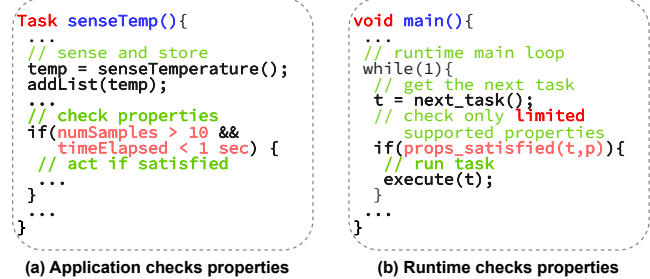 Task senseTemp(){
...
// sense and store
temp = senseTemperature();
addList(temp);
...
// check properties
if(numSamples > 10 &&
timeElapsed < 1 sec) {
// act if satisfied
...
}
...
}
(a) Application checks properties
void main(){
...
// runtime main loop
while(1){
// get the next task
t = next_task();
// check only limited
supported properties
if(props_satisfied(t,p)){
// run task
execute(t);
}
...
}
(b) Runtime checks properties